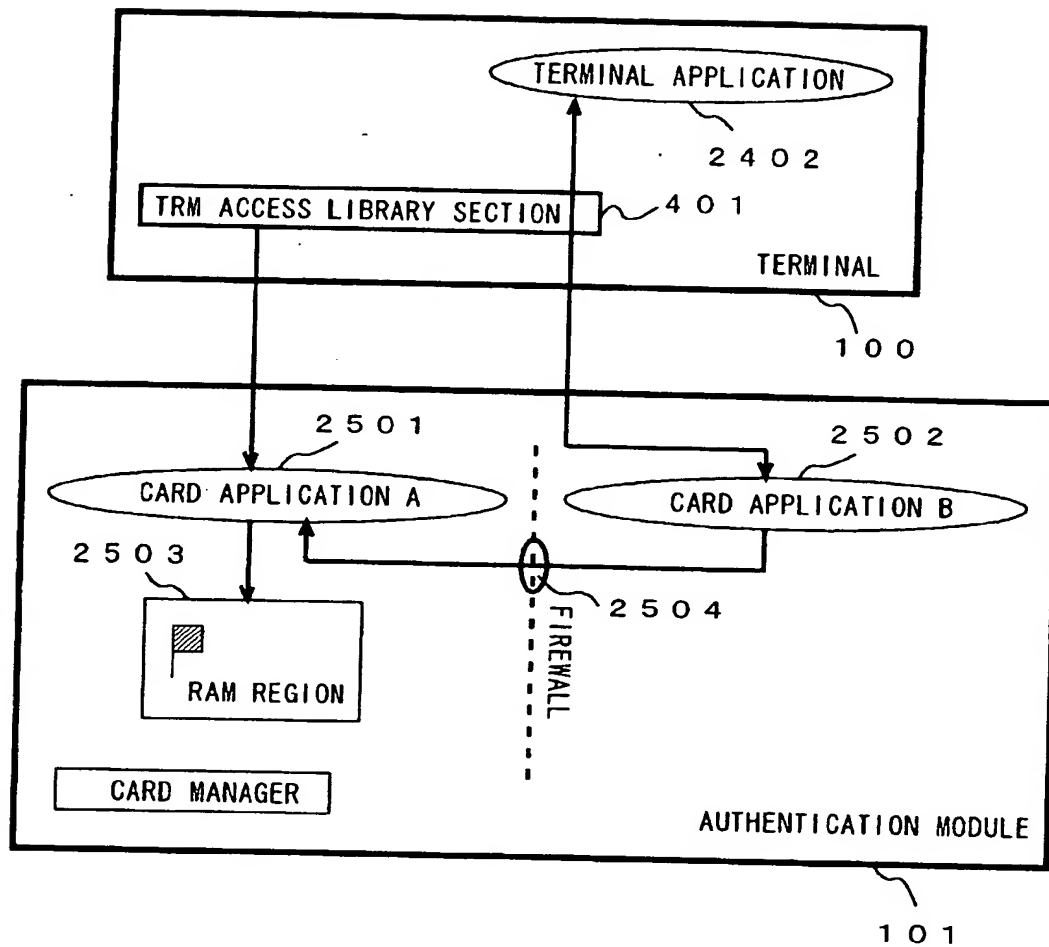 TERMINAL APPLICATION
2402
TRM ACCESS LIBRARY SECTION
401
TERMINAL
100
2501
2502
CARD APPLICATION A
CARD APPLICATION B
2503
2504
FIREWALL
RAM REGION
CARD MANAGER
AUTHENTICATION MODULE
101